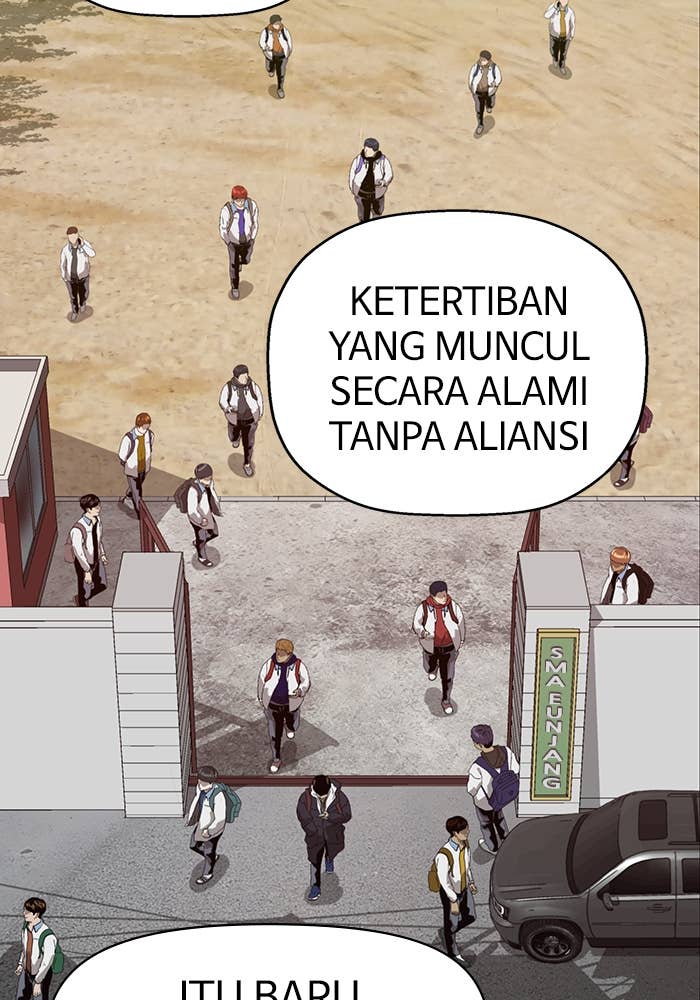 KETERTIBAN
YANG MUNCUL
SECARA ALAMI
TANPA ALIANSI
SMA EUNJANG
ITU BARU